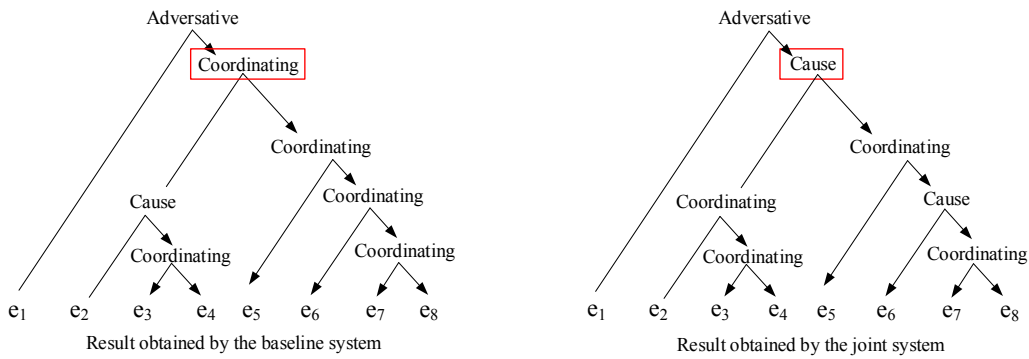 Adversative
Coordinating
Coordinating
Cause
Coordinating
Coordinating
Coordinating
e1 e2 e3 e4 e5 e6 e7 e8
Result obtained by the baseline system
Adversative
Cause
Coordinating
Coordinating
Cause
Coordinating
Coordinating
e1 e2 e3 e4 e5 e6 e7 e8
Result obtained by the joint system